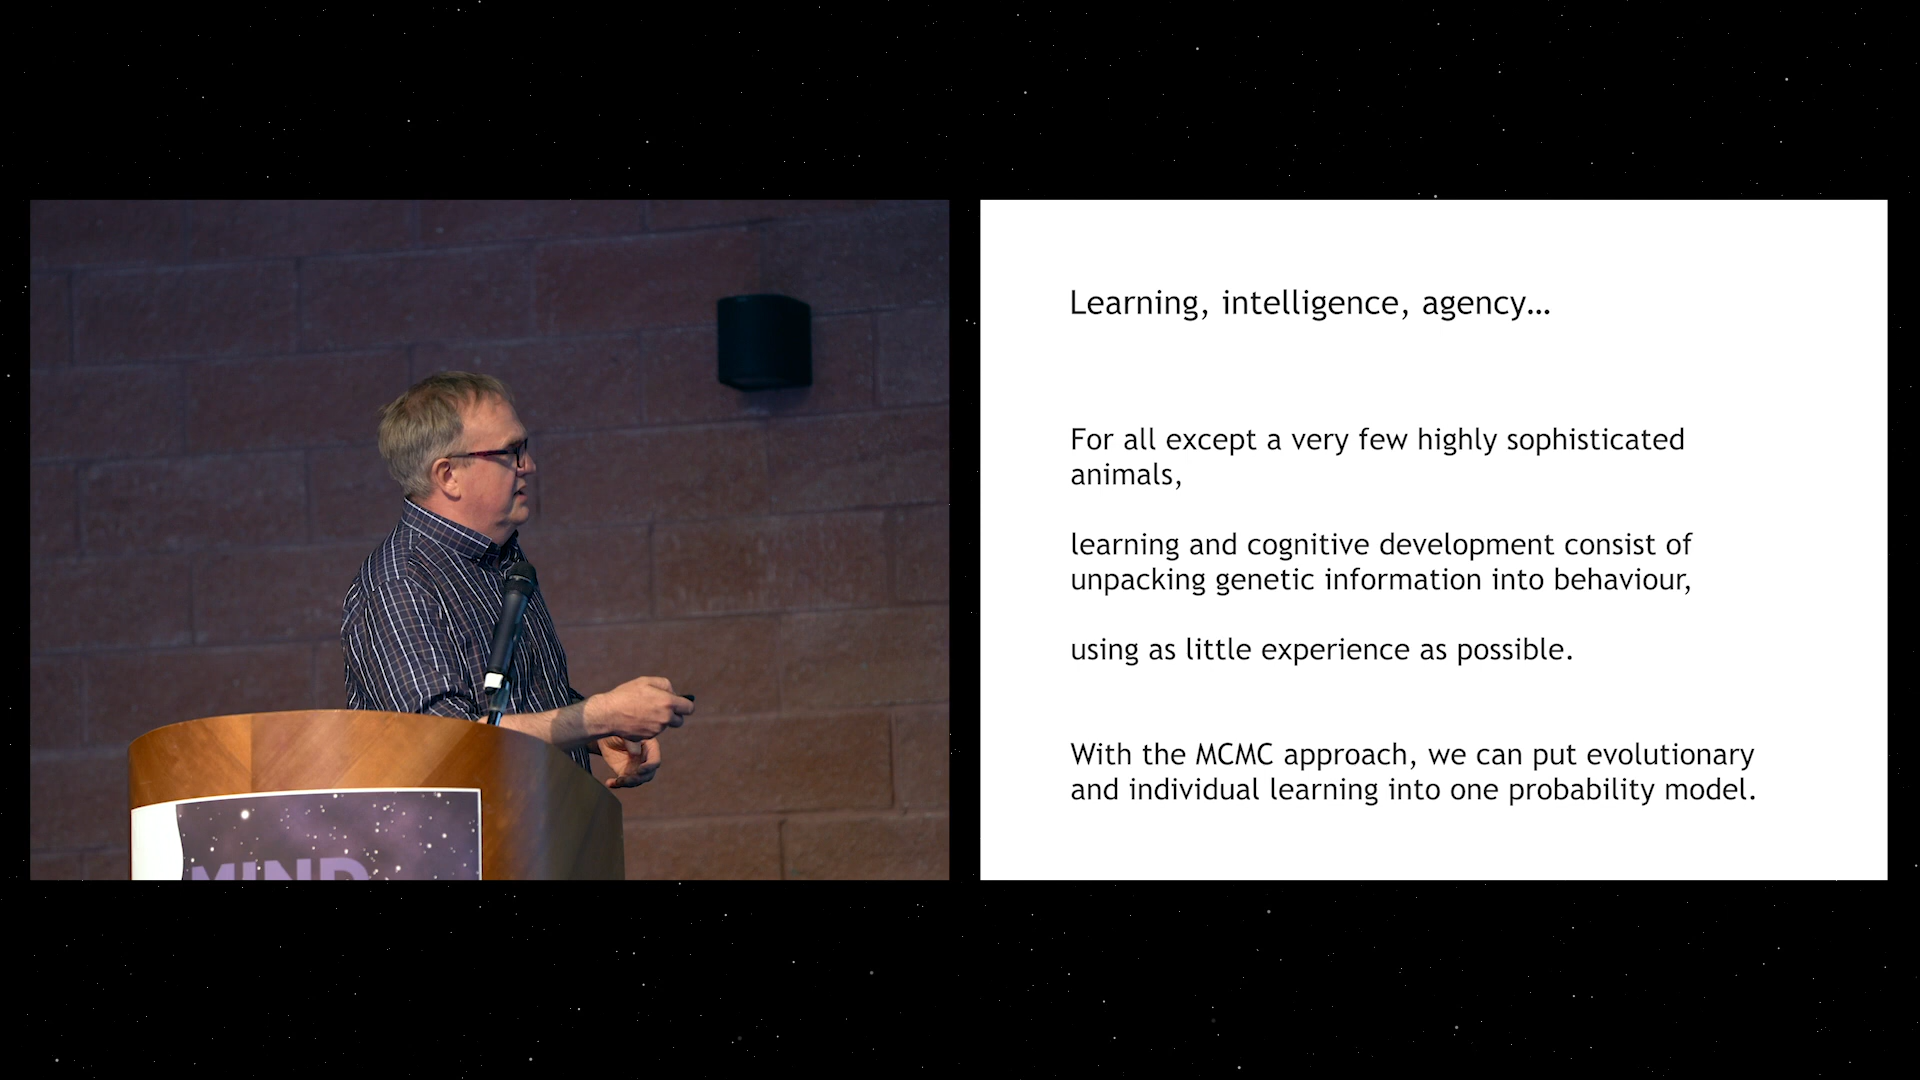 Learning, intelligence, agency…
For all except a very few highly sophisticated
animals,
learning and cognitive development consist of
unpacking genetic information into behaviour,
using as little experience as possible.
With the MCMC approach, we can put evolutionary
and individual learning into one probability model.
MIND